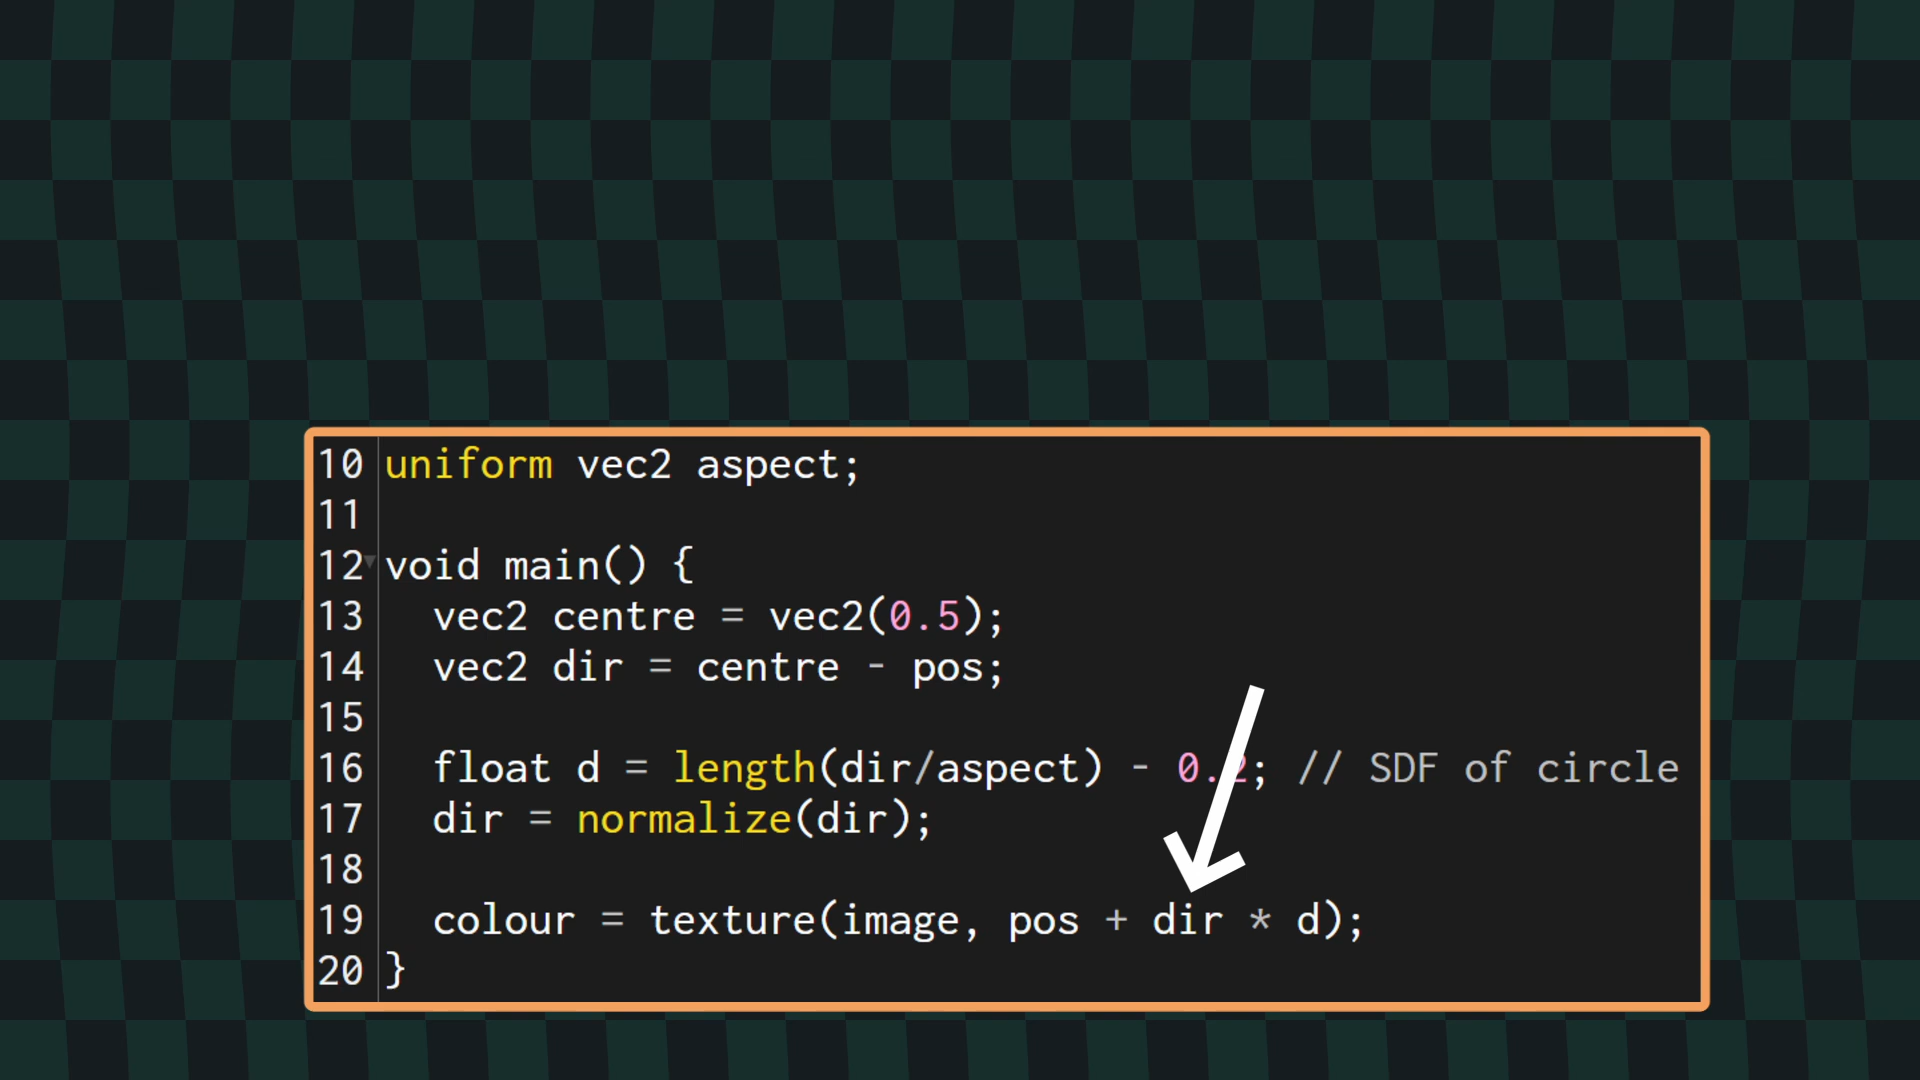 10 uniform vec2 aspect;
11
12 void main() {
13 vec2 centre = vec2(0.5);
14 vec2 dir = centre - pos;
15
16 float d = length(dir/aspect) - 0.2; // SDF of circle
17 dir = normalize(dir);
18
19 colour = texture(image, pos + dir * d);
20 }